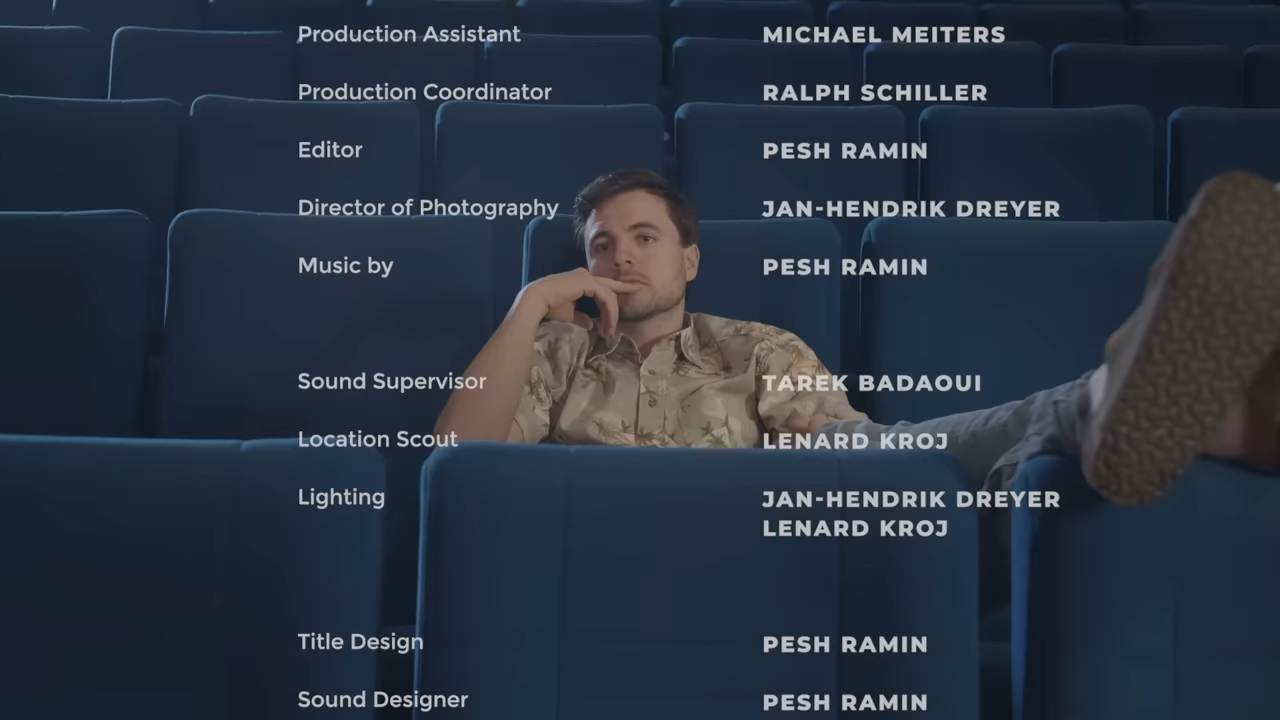 Production Assistant MICHAEL MEITERS
Production Coordinator RALPH SCHILLER
Editor PESH RAMIN
Director of Photography JAN-HENDRIK DREYER
Music by PESH RAMIN
Sound Supervisor TAREK BADAOUI
Location Scout LENARD KROJ
Lighting JAN-HENDRIK DREYER
LENARD KROJ
Title Design PESH RAMIN
Sound Designer PESH RAMIN